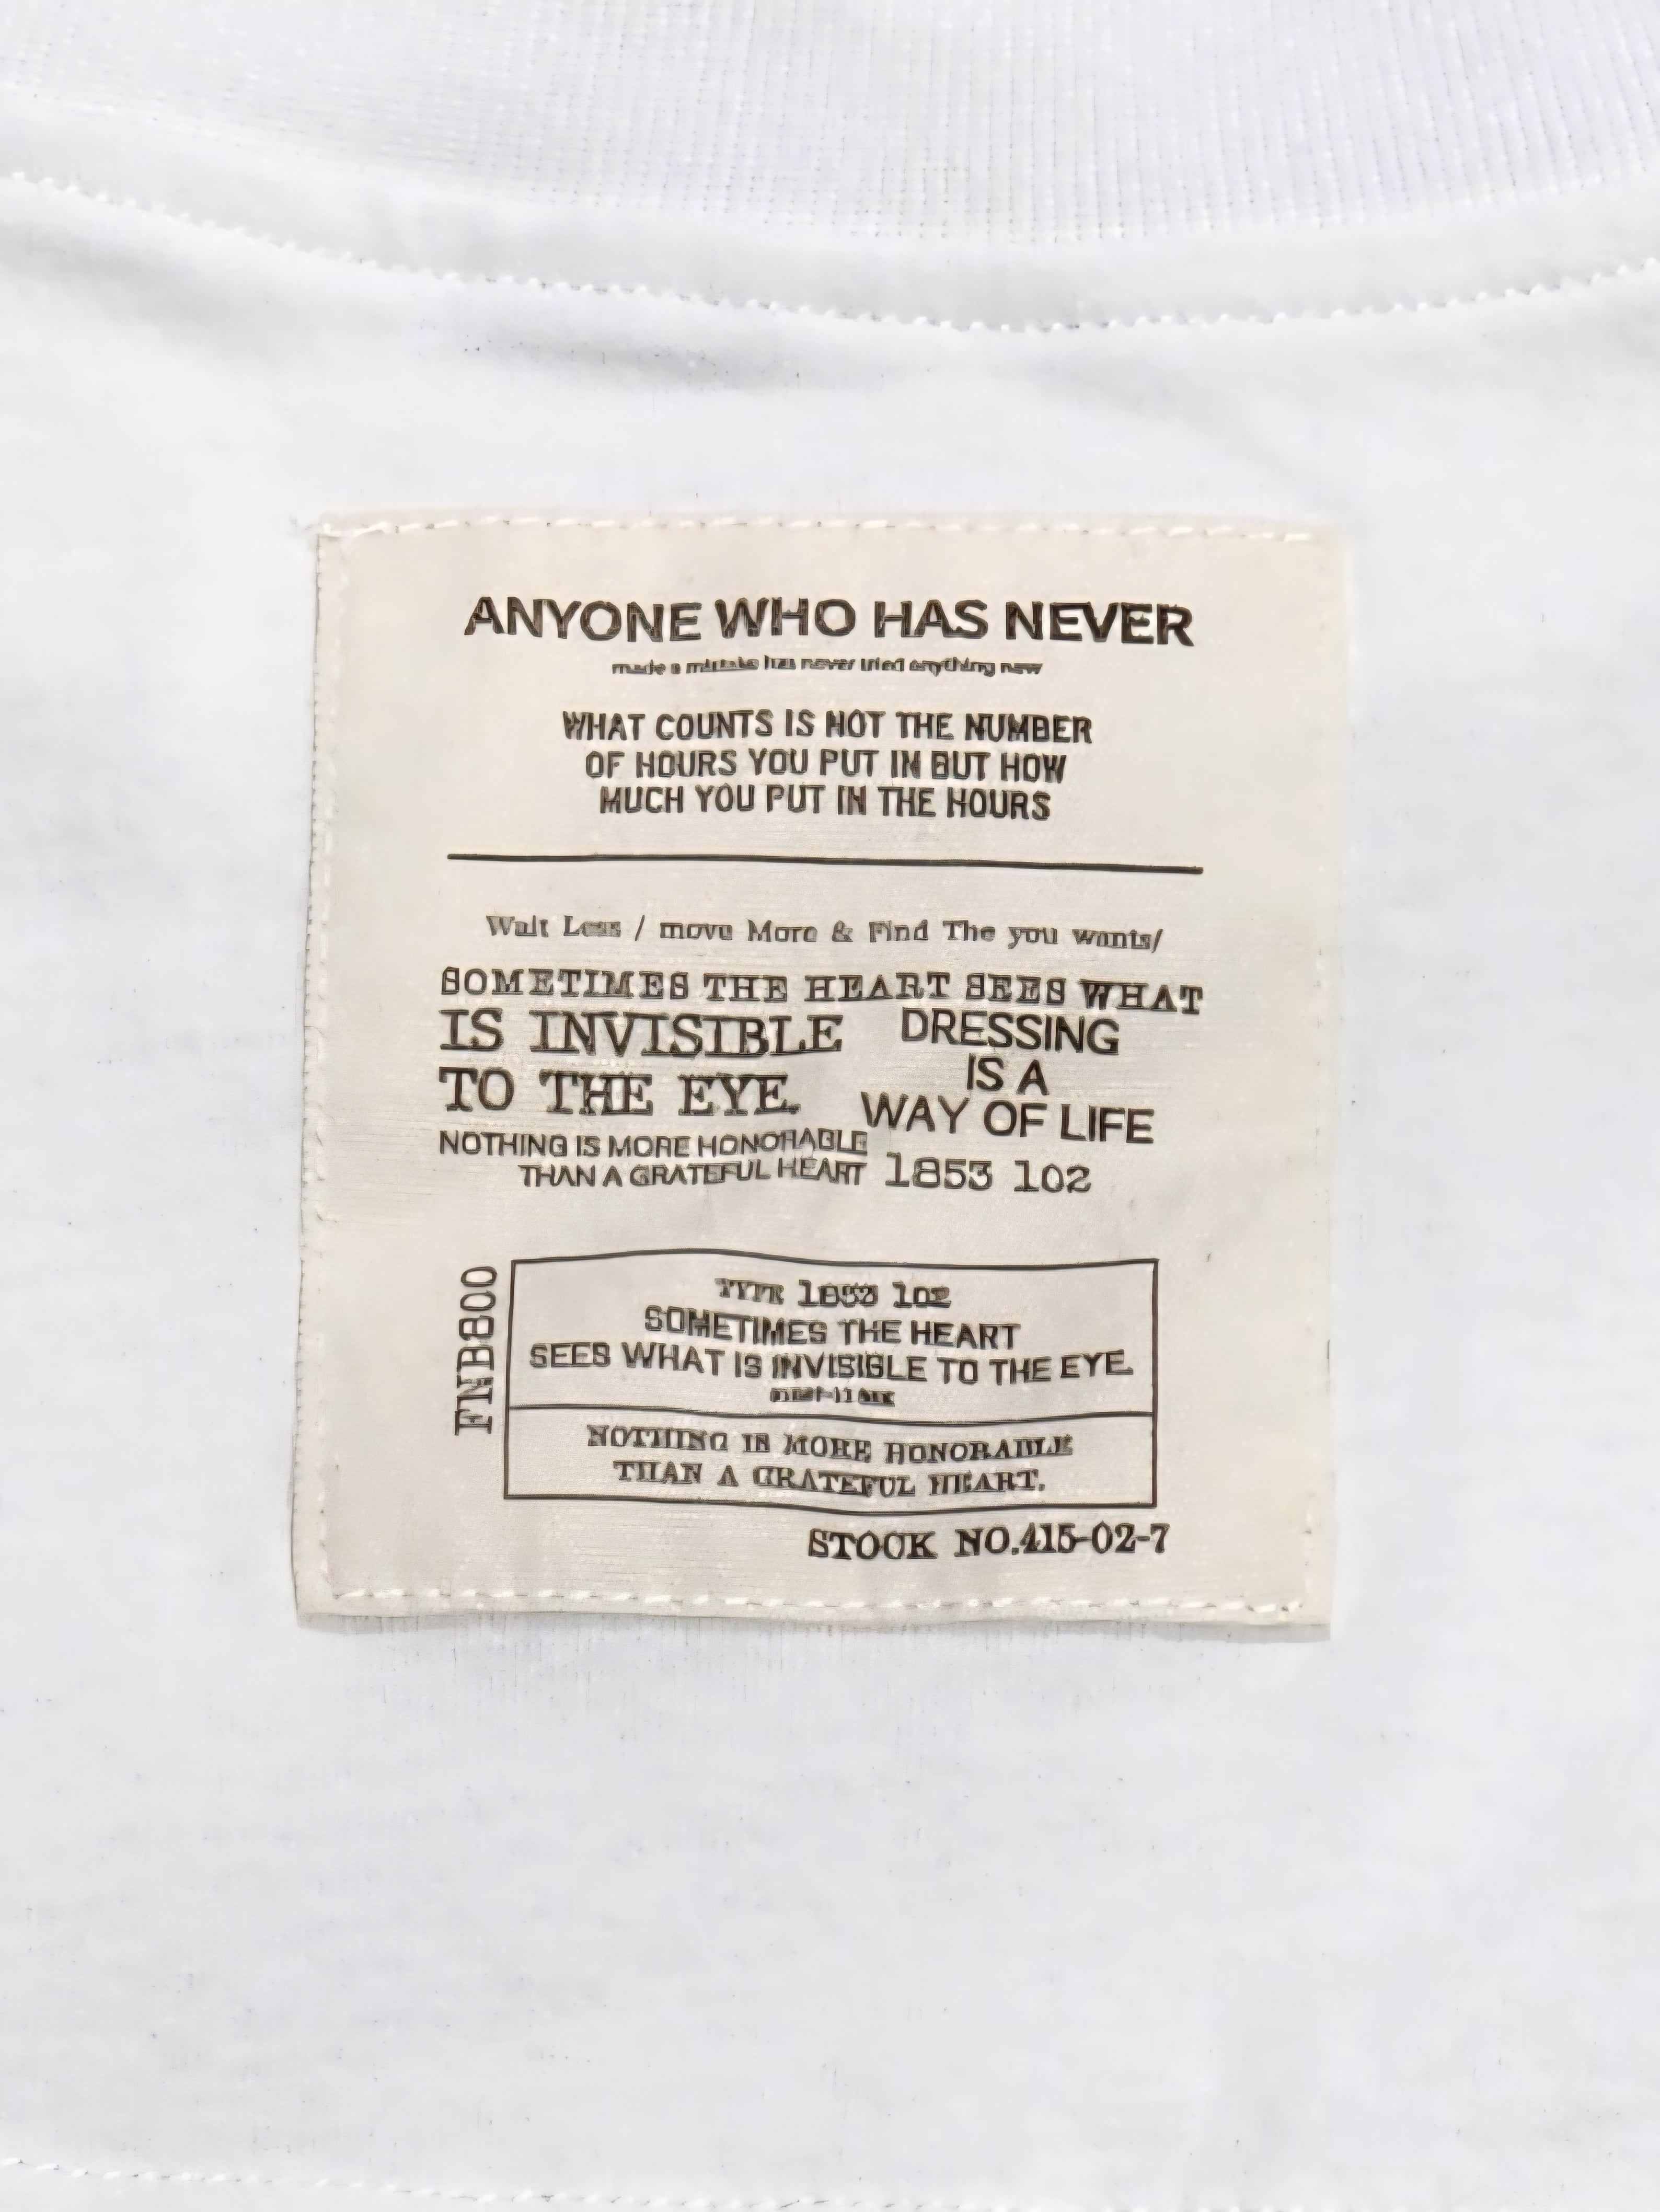 ANYONE WHO HAS NEVER
made a mistake has never tried anything new
WHAT COUNTS IS NOT THE NUMBER
OF HOURS YOU PUT IN BUT HOW
MUCH YOU PUT IN THE HOURS
Wait Less / move More & Find The you wants/
SOMETIMES THE HEART SEES WHAT
IS INVISIBLE
TO THE EYE.
DRESSING
IS A
WAY OF LIFE
NOTHING IS MORE HONORABLE
THAN A GRATEFUL HEART
1853 102
FNB800
TYPE 1853 102
SOMETIMES THE HEART
SEES WHAT IS INVISIBLE TO THE EYE.
NOTHING IS MORE HONORABLE
THAN A GRATEFUL HEART.
STOCK NO.415-02-7